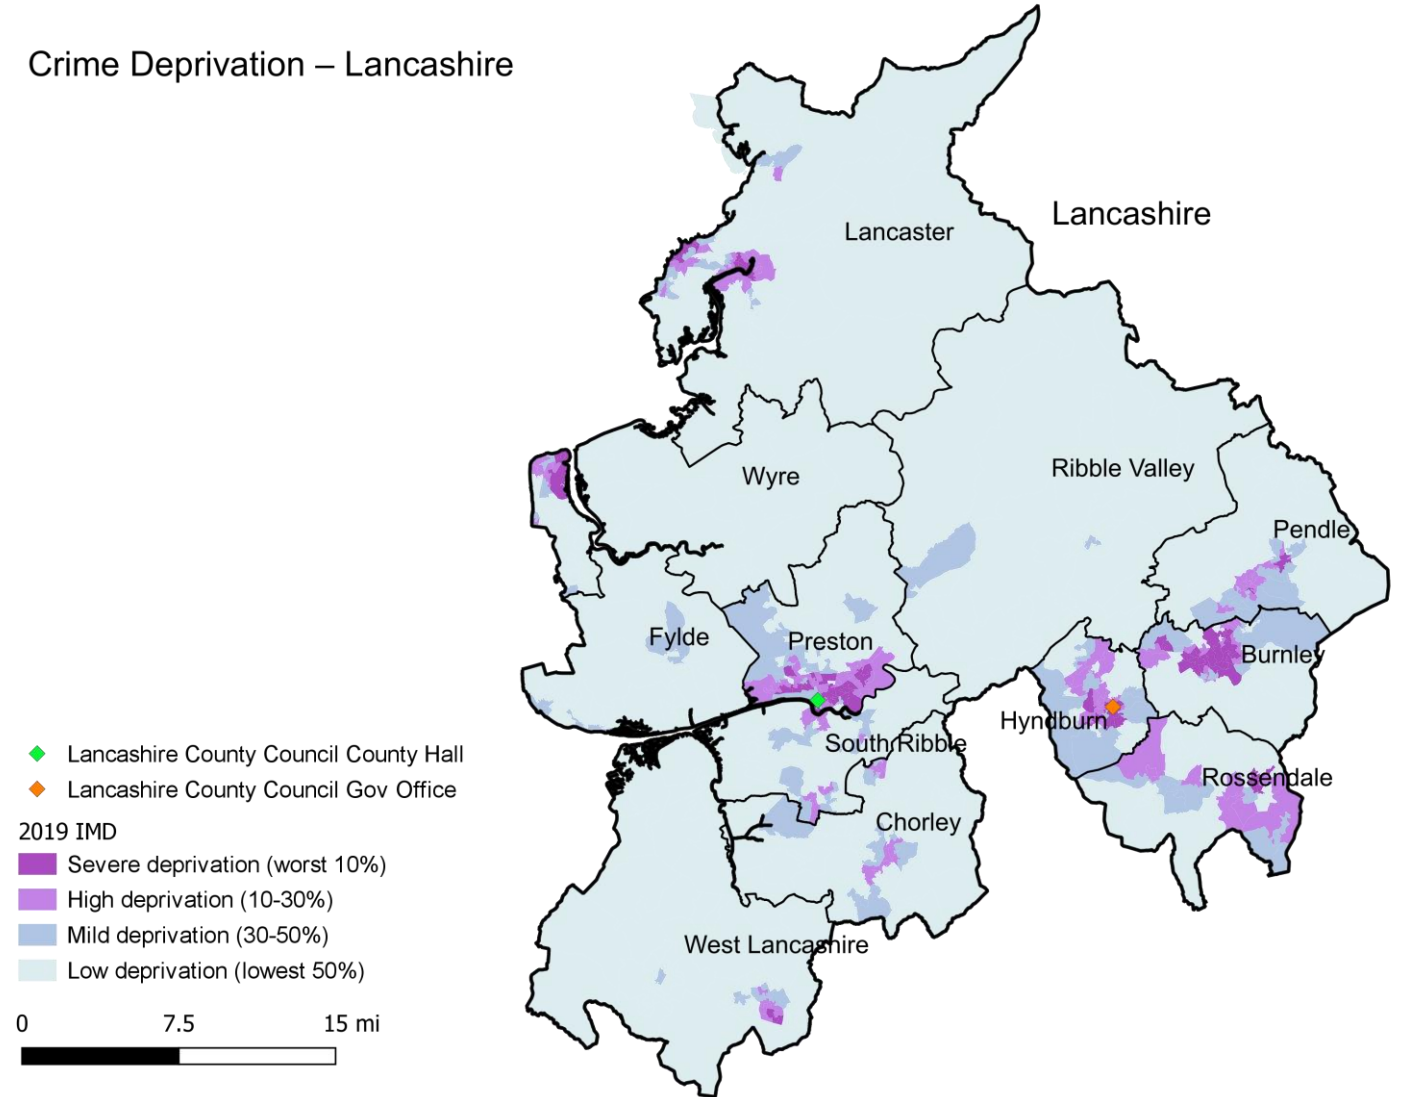 Crime Deprivation – Lancashire
Lancashire
Lancaster
Wyre
Ribble Valley
Pendle
Fylde
Preston
Burnley
Hyndburn
South Ribble
Rossendale
Chorley
West Lancashire
Lancashire County Council County Hall
Lancashire County Council Gov Office
2019 IMD
Severe deprivation (worst 10%)
High deprivation (10-30%)
Mild deprivation (30-50%)
Low deprivation (lowest 50%)
0 7.5 15 mi